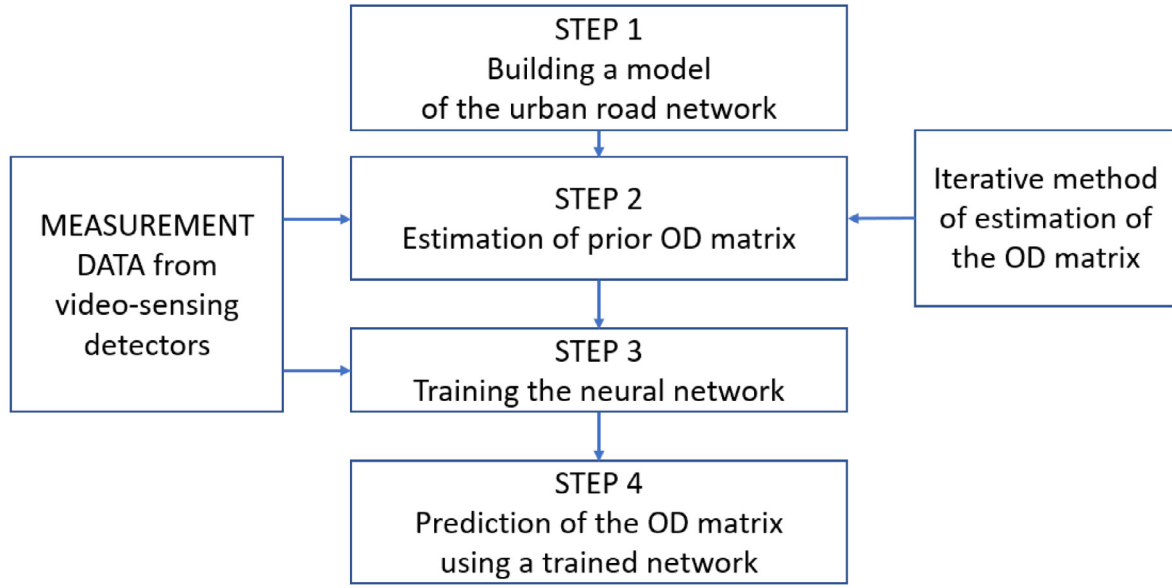 STEP 1
Building a model
of the urban road network
MEASUREMENT
DATA from
video-sensing
detectors
STEP 2
Estimation of prior OD matrix
Iterative method
of estimation of
the OD matrix
STEP 3
Training the neural network
STEP 4
Prediction of the OD matrix
using a trained network